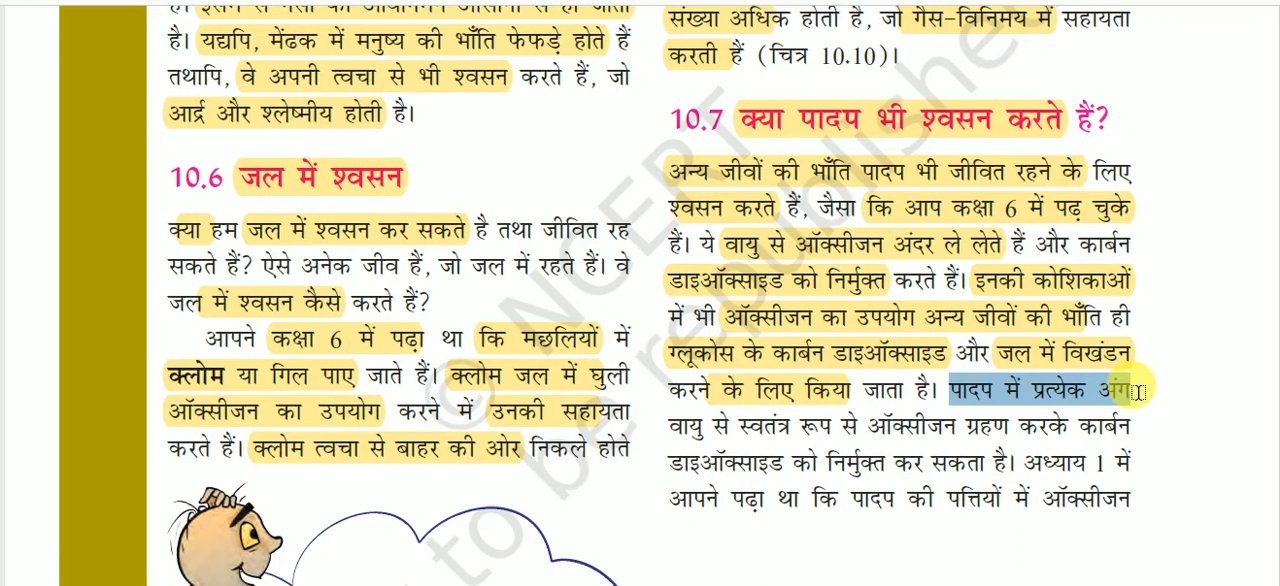 है। यद्यपि, मेंढक में मनुष्य की भाँति फेफड़े होते हैं
तथापि, वे अपनी त्वचा से भी श्वसन करते हैं, जो
आर्द्र और श्लेष्मीय होती है।
10.6 जल में श्वसन
क्या हम जल में श्वसन कर सकते है तथा जीवित रह
सकते हैं? ऐसे अनेक जीव हैं, जो जल में रहते हैं। वे
जल में श्वसन कैसे करते हैं?
आपने कक्षा 6 में पढ़ा था कि मछलियों में
क्लोम या गिल पाए जाते हैं। क्लोम जल में घुली
ऑक्सीजन का उपयोग करने में उनकी सहायता
करते हैं। क्लोम त्वचा से बाहर की ओर निकले होते
संख्या अधिक होती है, जो गैस-विनिमय में सहायता
करती हैं (चित्र 10.10)।
10.7 क्या पादप भी श्वसन करते हैं?
अन्य जीवों की भाँति पादप भी जीवित रहने के लिए
श्वसन करते हैं, जैसा कि आप कक्षा 6 में पढ़ चुके
हैं। ये वायु से ऑक्सीजन अंदर ले लेते हैं और कार्बन
डाइऑक्साइड को निर्मुक्त करते हैं। इनकी कोशिकाओं
में भी ऑक्सीजन का उपयोग अन्य जीवों की भाँति ही
ग्लूकोस के कार्बन डाइऑक्साइड और जल में विखंडन
करने के लिए किया जाता है। पादप में प्रत्येक अंग
वायु से स्वतंत्र रूप से ऑक्सीजन ग्रहण करके कार्बन
डाइऑक्साइड को निर्मुक्त कर सकता है। अध्याय 1 में
आपने पढ़ा था कि पादप की पत्तियों में ऑक्सीजन
© NCERT
to be republishe